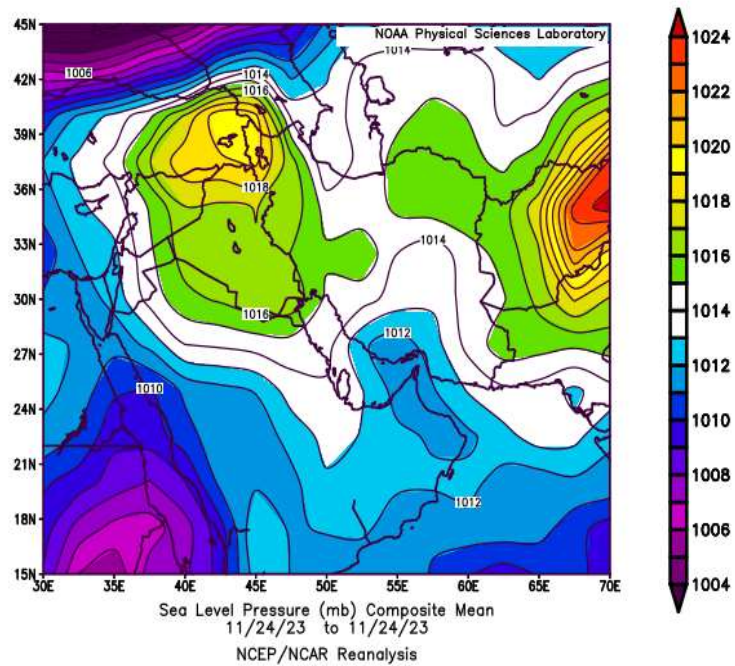 NOAA Physical Sciences Laboratory
45N
42N
39N
36N
33N
30N
27N
24N
21N
18N
15N
1006
1014
1014
1016
1018
1014
1016
1012
1010
1012
30E 35E 40E 45E 50E 55E 60E 65E 70E
1024
1022
1020
1018
1016
1014
1012
1010
1008
1006
1004
Sea Level Pressure (mb) Composite Mean
11/24/23 to 11/24/23
NCEP/NCAR Reanalysis